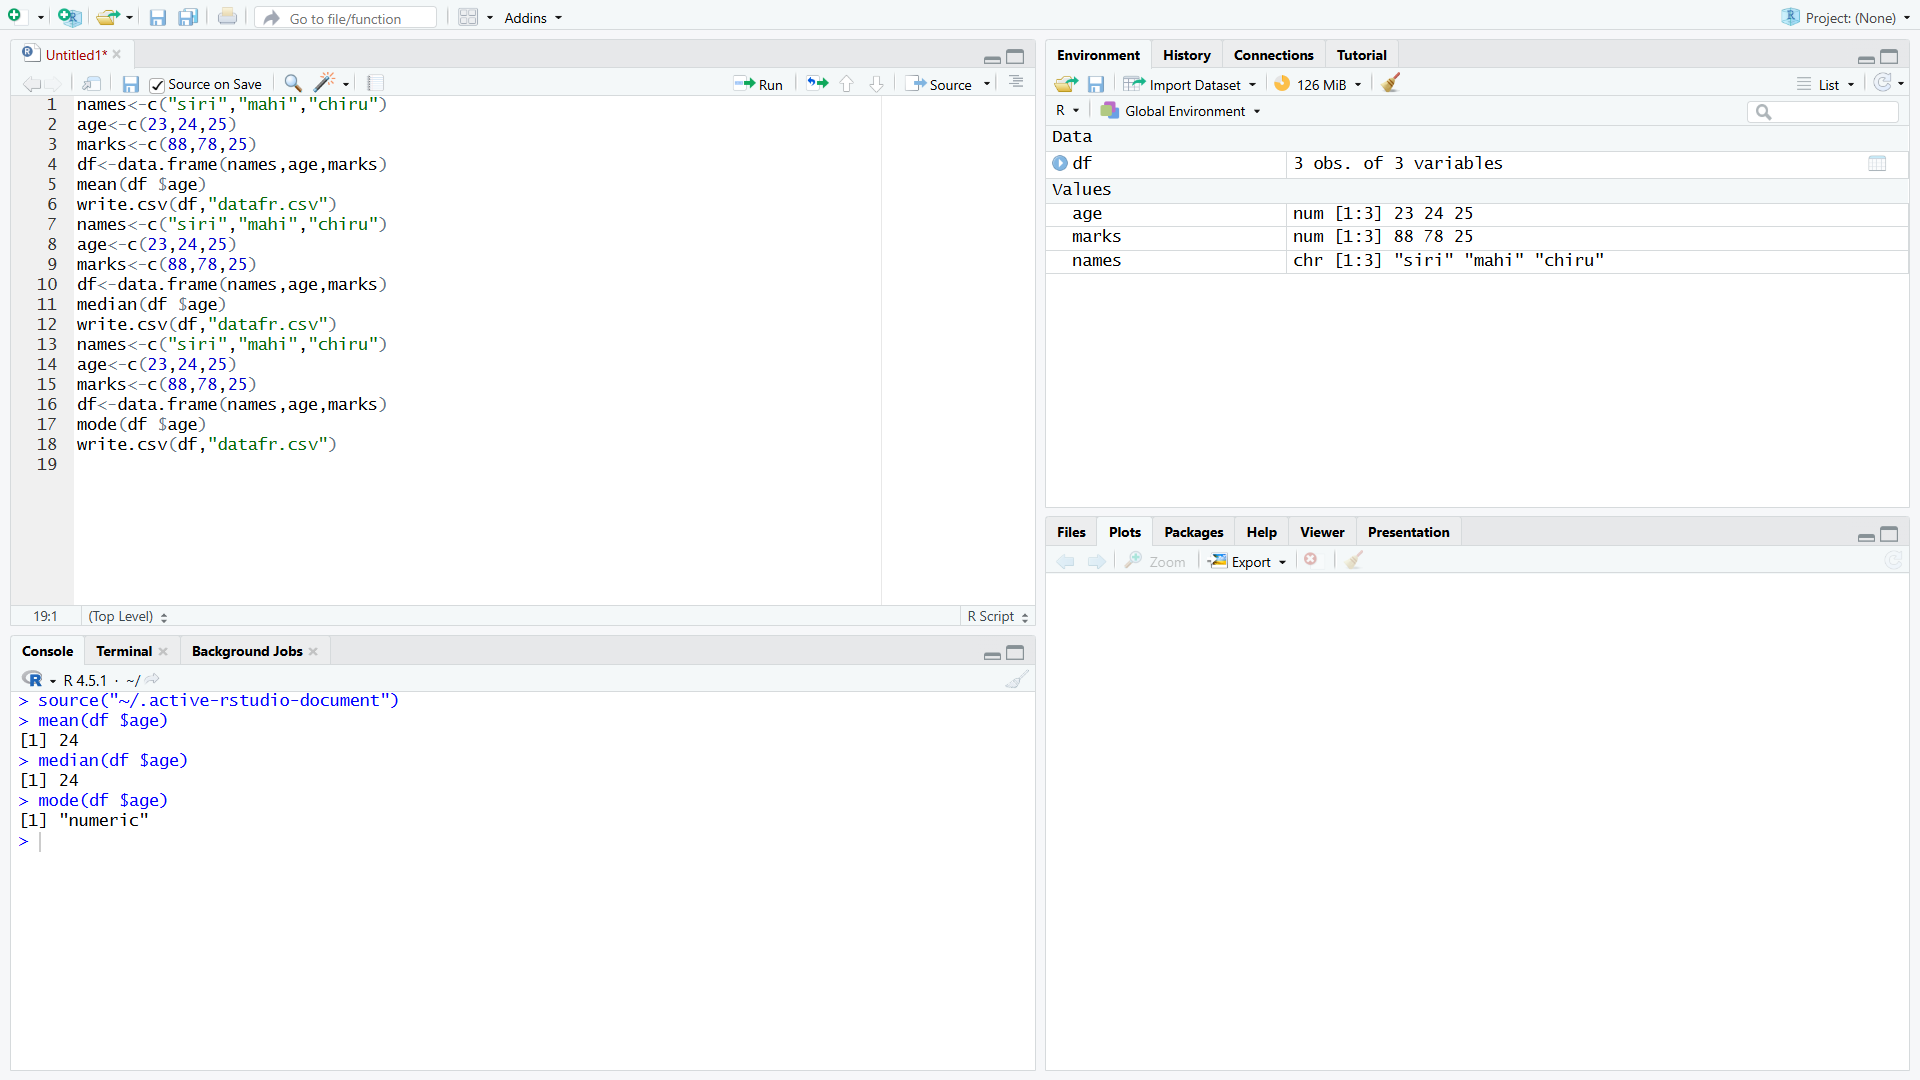 Go to file/function
Addins
Project: (None)
Untitled1*
Source on Save
Run
Source
1 names<-c("siri","mahi","chiru")
2 age<-c(23,24,25)
3 marks<-c(88,78,25)
4 df<-data.frame(names,age,marks)
5 mean(df $age)
6 write.csv(df,"datafr.csv")
7 names<-c("siri","mahi","chiru")
8 age<-c(23,24,25)
9 marks<-c(88,78,25)
10 df<-data.frame(names,age,marks)
11 median(df $age)
12 write.csv(df,"datafr.csv")
13 names<-c("siri","mahi","chiru")
14 age<-c(23,24,25)
15 marks<-c(88,78,25)
16 df<-data.frame(names,age,marks)
17 mode(df $age)
18 write.csv(df,"datafr.csv")
19
19:1 (Top Level) R Script
Console Terminal Background Jobs
R 4.5.1 · ~/
> source("~/.active-rstudio-document")
> mean(df $age)
[1] 24
> median(df $age)
[1] 24
> mode(df $age)
[1] "numeric"
>
Environment History Connections Tutorial
Import Dataset 126 MiB List
R Global Environment
Data
df 3 obs. of 3 variables
Values
age num [1:3] 23 24 25
marks num [1:3] 88 78 25
names chr [1:3] "siri" "mahi" "chiru"
Files Plots Packages Help Viewer Presentation
Zoom Export